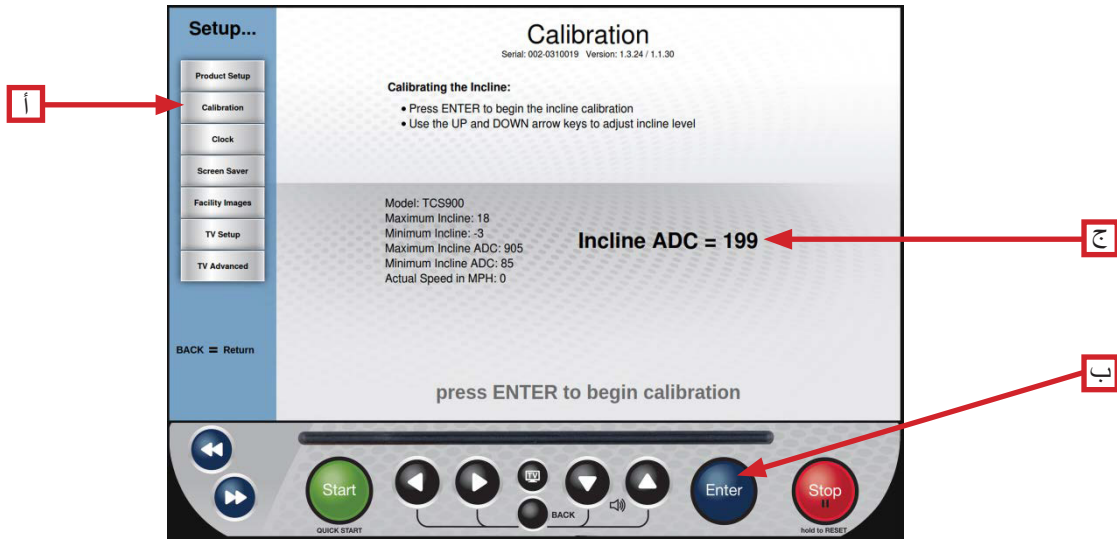 Setup...
Product Setup
Calibration
Clock
Screen Saver
Facility Images
TV Setup
TV Advanced
BACK = Return
Calibration
Serial: 002-0310019 Version: 1.3.24 / 1.1.30
Calibrating the Incline:
• Press ENTER to begin the incline calibration
• Use the UP and DOWN arrow keys to adjust incline level
Model: TCS900
Maximum Incline: 18
Minimum Incline: -3
Maximum Incline ADC: 905
Minimum Incline ADC: 85
Actual Speed in MPH: 0
Incline ADC = 199
press ENTER to begin calibration
أ
ج
ب
Start
QUICK START
TV
BACK
Enter
Stop
hold to RESET